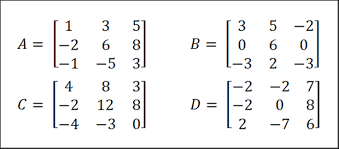 A = [1 3 5; -2 6 8; -1 -5 3]
B = [3 5 -2; 0 6 0; -3 2 -3]
C = [4 8 3; -2 12 8; -4 -3 0]
D = [-2 -2 7; -2 0 8; 2 -7 6]